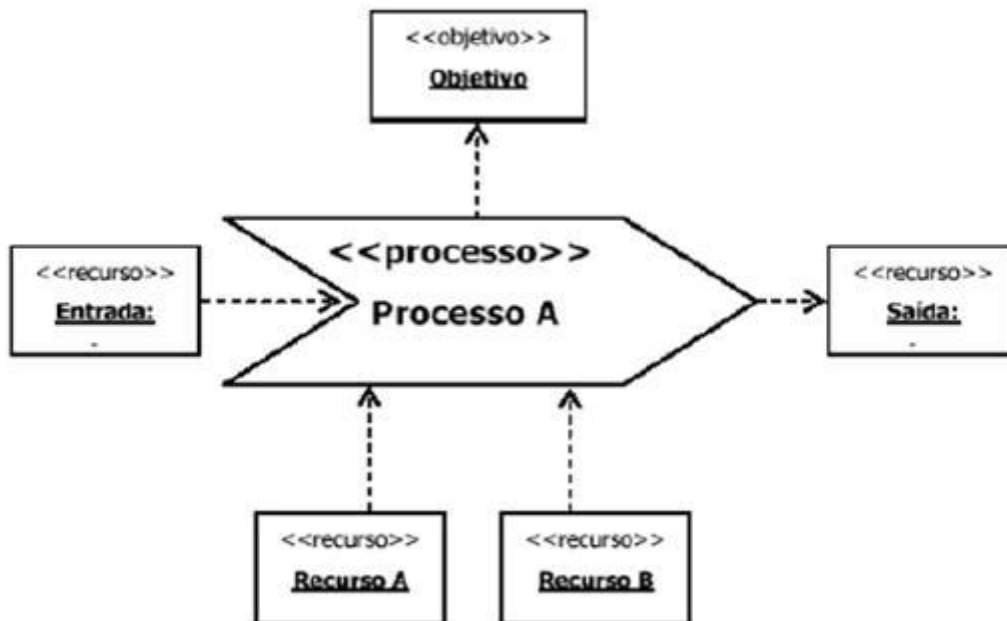 <<objetivo>>
Objetivo
<<processo>>
Processo A
<<recurso>>
Entrada:
-
<<recurso>>
Saída:
-
<<recurso>>
Recurso A
<<recurso>>
Recurso B